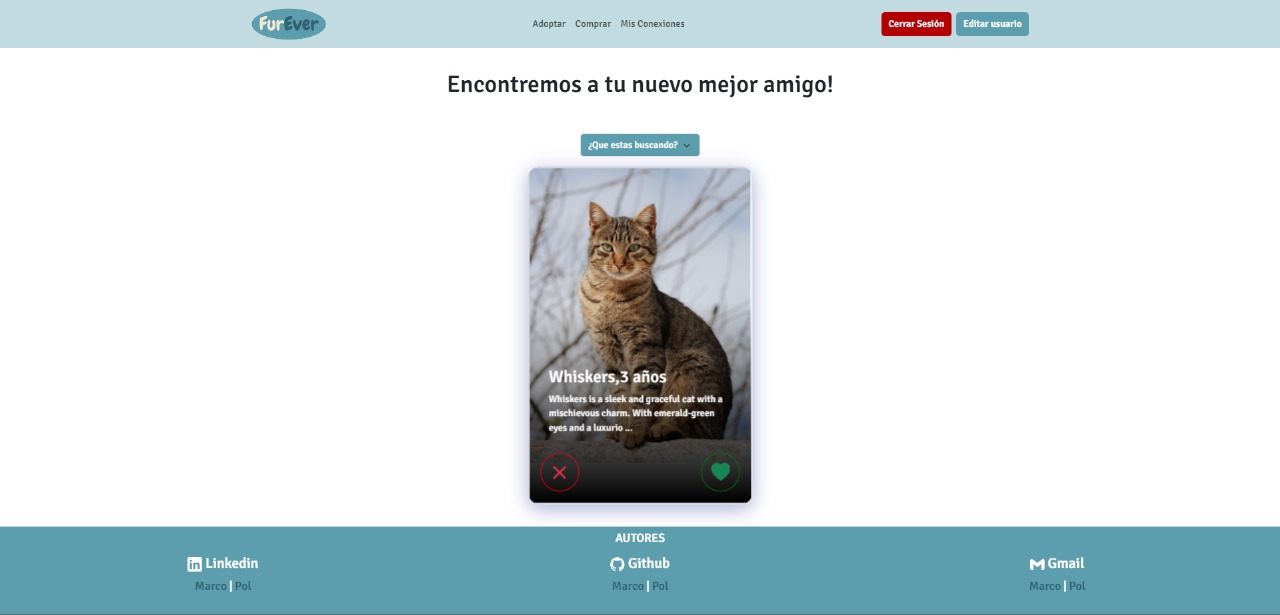 FurEver
Adoptar Comprar Mis Conexiones
Cerrar Sesión
Editar usuario
Encontremos a tu nuevo mejor amigo!
¿Que estas buscando?
Whiskers,3 años
Whiskers is a sleek and graceful cat with a
mischievous charm. With emerald-green
eyes and a luxurio ...
AUTORES
Linkedin
Marco | Pol
Github
Marco | Pol
Gmail
Marco | Pol